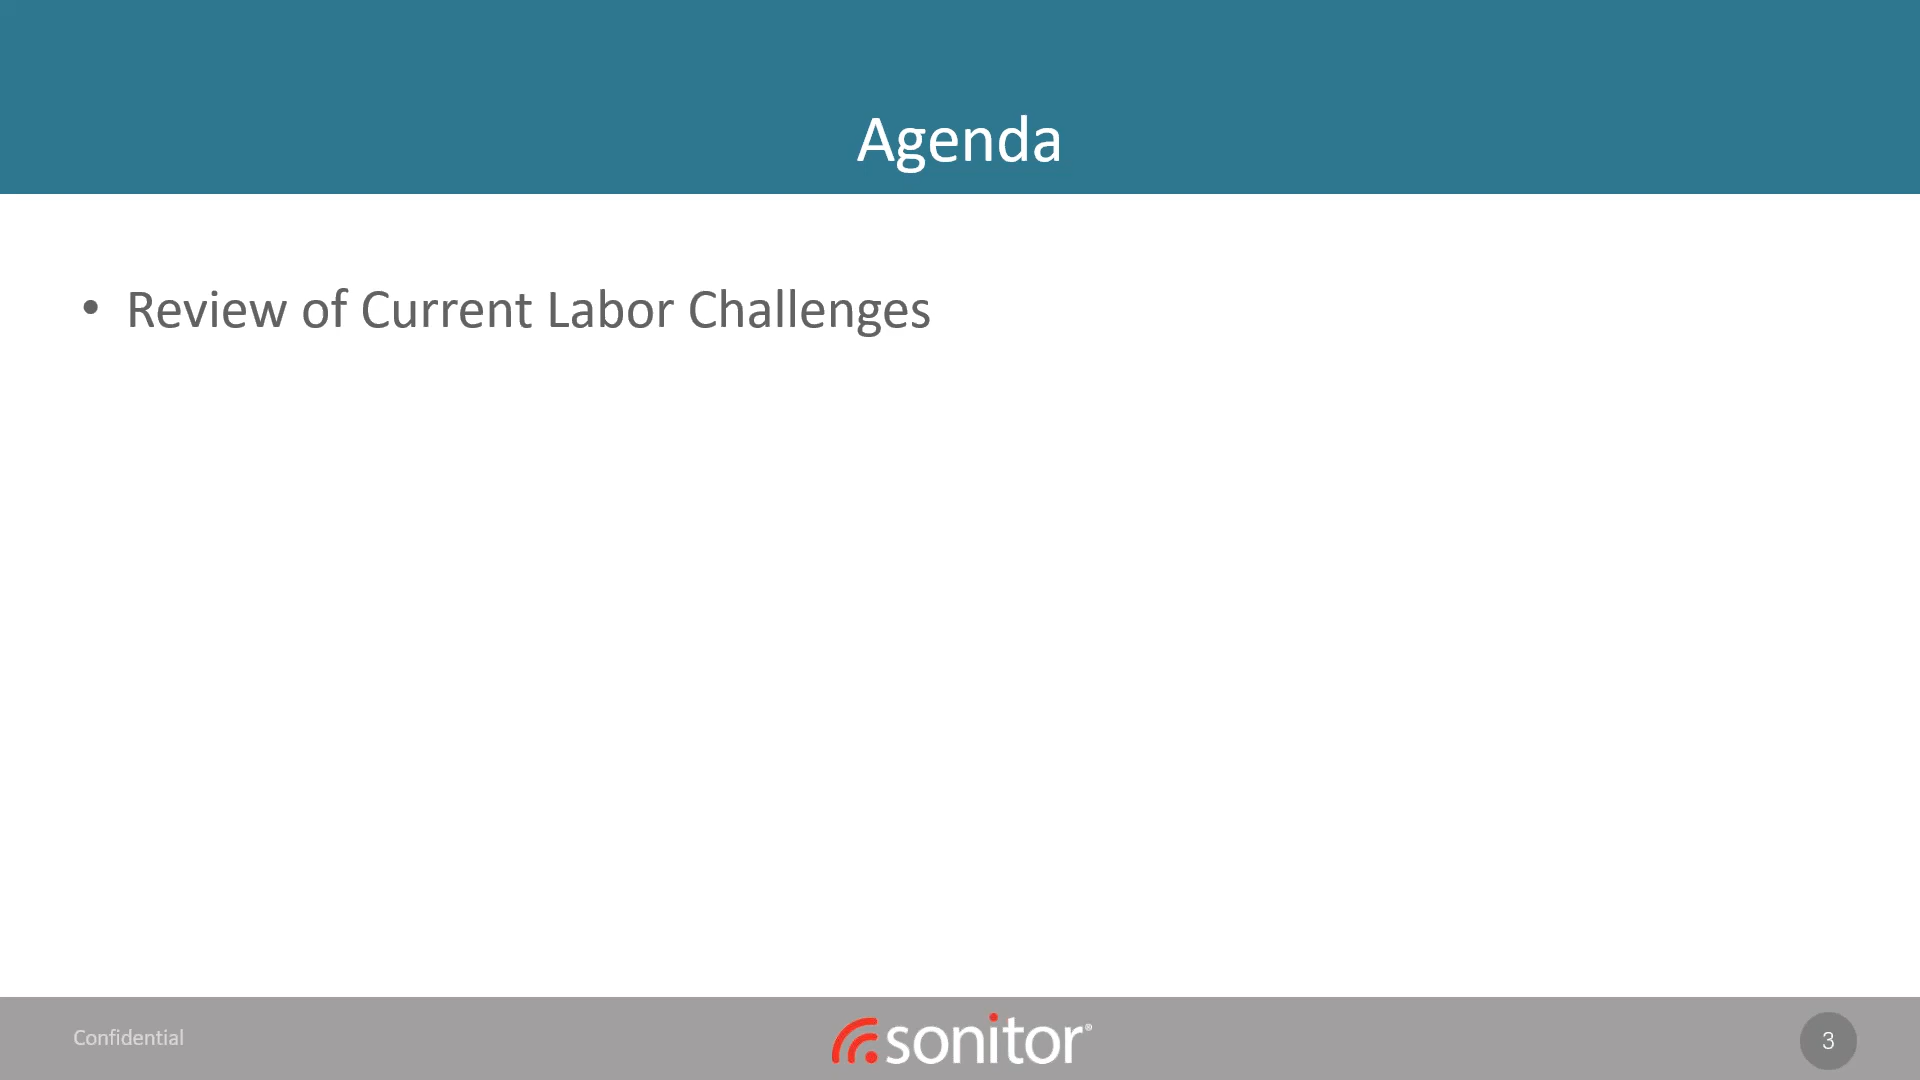 Agenda
• Review of Current Labor Challenges
Confidential
sonitor®
3